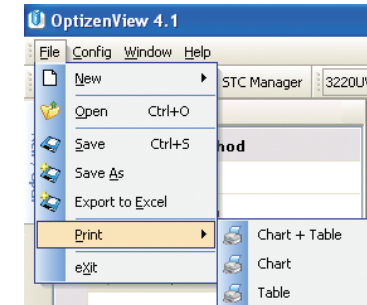 OptizenView 4.1
File Config Window Help
New
STC Manager
3220U
Open Ctrl+O
Save Ctrl+S
hod
Save As
Export to Excel
Print
Chart + Table
eXit
Chart
Table